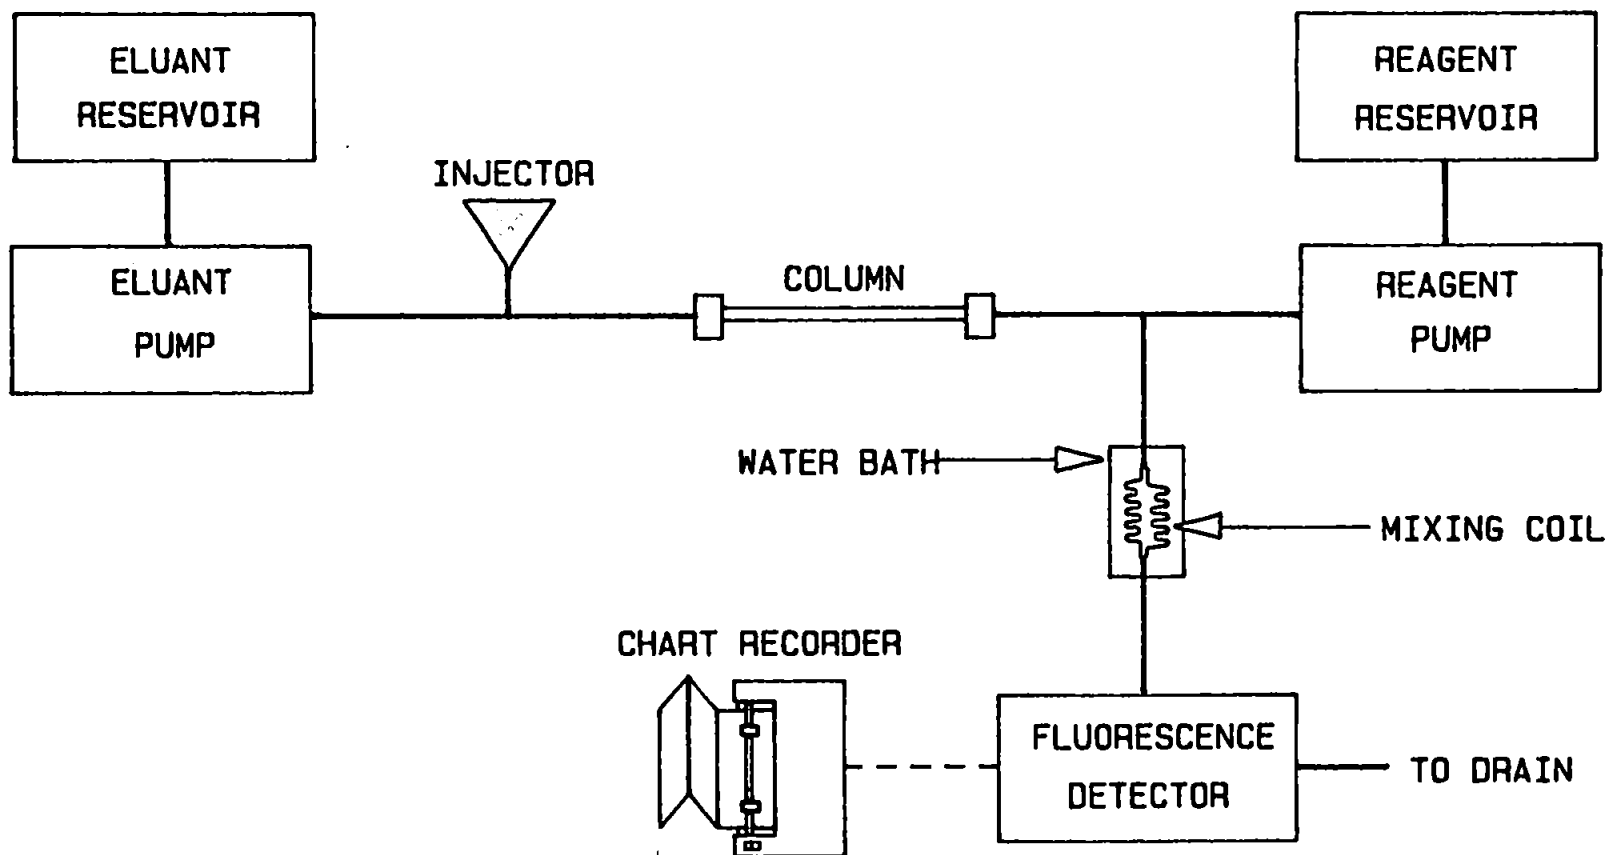 ELUANT
RESERVOIR
REAGENT
RESERVOIR
INJECTOR
ELUANT
PUMP
COLUMN
REAGENT
PUMP
WATER BATH
MIXING COIL
CHART RECORDER
FLUORESCENCE
DETECTOR
TO DRAIN